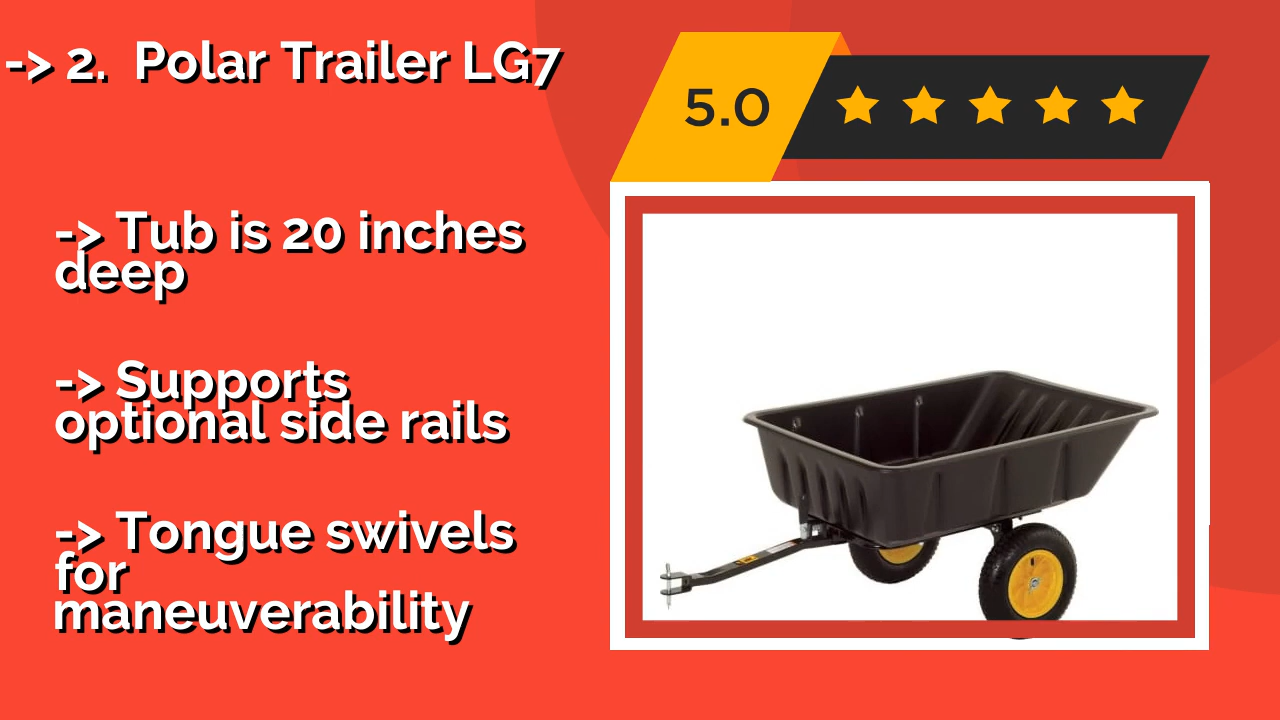 -> 2. Polar Trailer LG7
5.0
-> Tub is 20 inches
deep
-> Supports
optional side rails
-> Tongue swivels
for
maneuverability